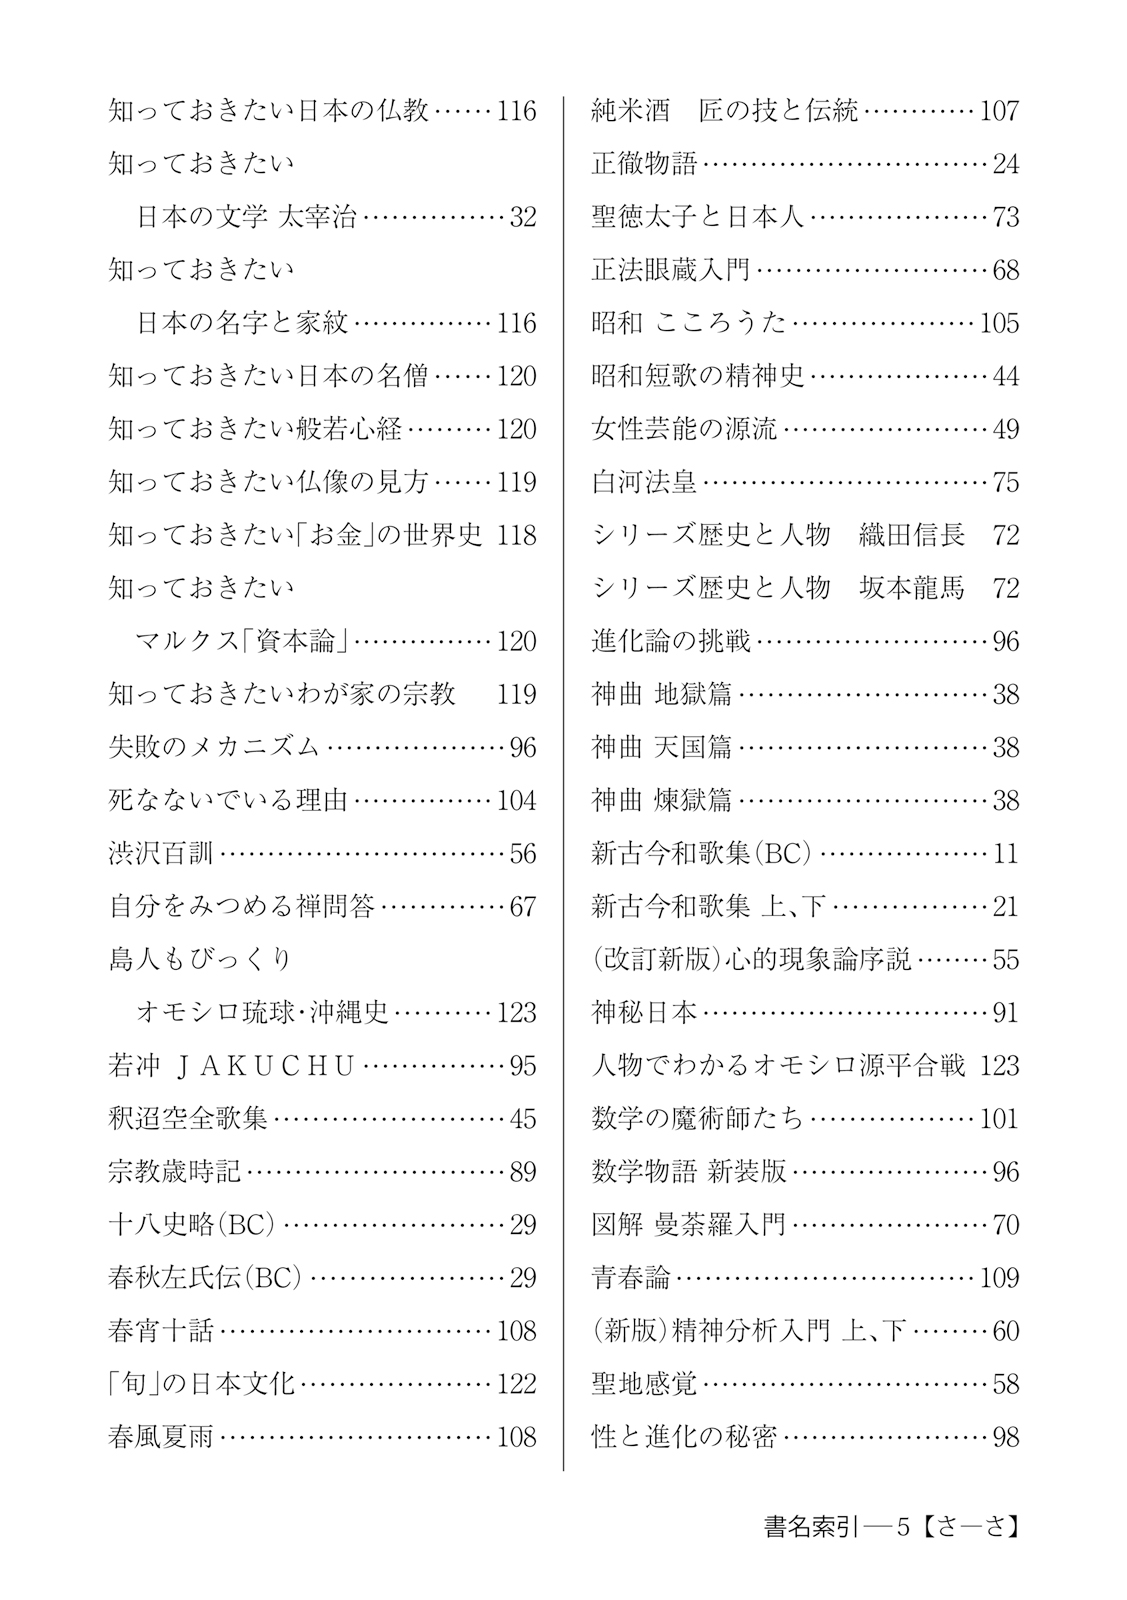 知っておきたい日本の仏教……116
知っておきたい
日本の文学 太宰治……………32
知っておきたい
日本の名字と家紋……………116
知っておきたい日本の名僧……120
知っておきたい般若心経………120
知っておきたい仏像の見方……119
知っておきたい「お金」の世界史 118
知っておきたい
マルクス「資本論」……………120
知っておきたいわが家の宗教　119
失敗のメカニズム…………………96
死なないでいる理由……………104
渋沢百訓……………………………56
自分をみつめる禅問答…………67
島人もびっくり
オモシロ琉球・沖縄史…………123
若冲 ＪＡＫＵＣＨＵ………………95
釈迢空全歌集………………………45
宗教歳時記…………………………89
十八史略（BC）……………………29
春秋左氏伝（BC）…………………29
春宵十話…………………………108
「旬」の日本文化…………………122
春風夏雨…………………………108
純米酒　匠の技と伝統…………107
正徹物語……………………………24
聖徳太子と日本人…………………73
正法眼蔵入門………………………68
昭和 こころうた…………………105
昭和短歌の精神史…………………44
女性芸能の源流……………………49
白河法皇……………………………75
シリーズ歴史と人物　織田信長　72
シリーズ歴史と人物　坂本龍馬　72
進化論の挑戦………………………96
神曲 地獄篇………………………38
神曲 天国篇………………………38
神曲 煉獄篇………………………38
新古今和歌集（BC）………………11
新古今和歌集 上、下………………21
（改訂新版）心的現象論序説………55
神秘日本……………………………91
人物でわかるオモシロ源平合戦 123
数学の魔術師たち………………101
数学物語 新装版…………………96
図解 曼荼羅入門…………………70
青春論……………………………109
（新版）精神分析入門 上、下………60
聖地感覚……………………………58
性と進化の秘密……………………98
書名索引―5【さ―さ】